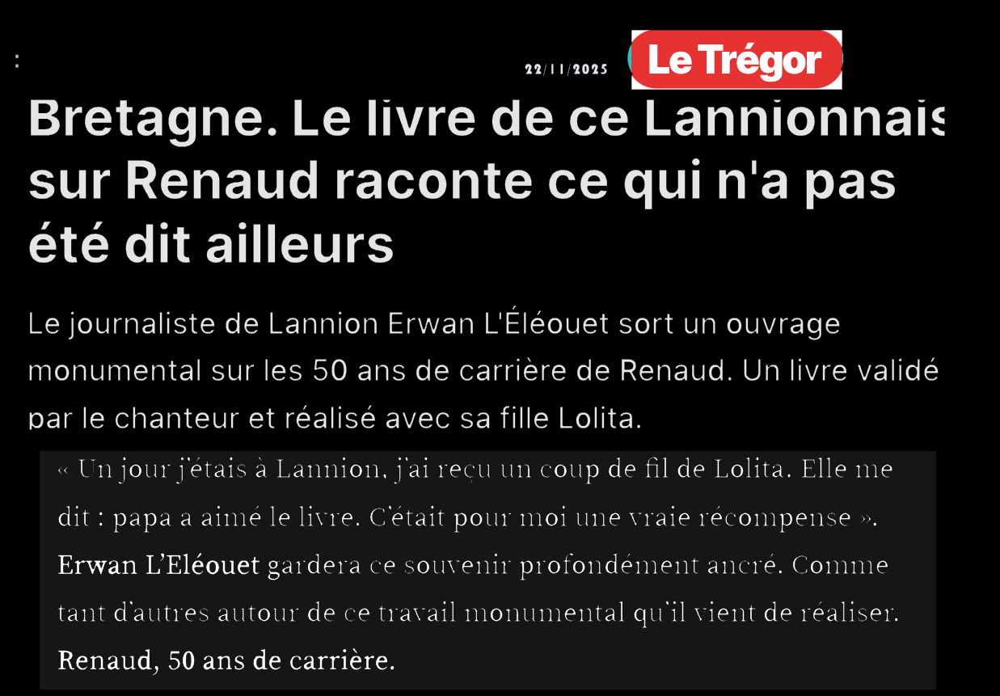 :
22/11/2025
Le Trégor
Bretagne. Le livre de ce Lannionnais
sur Renaud raconte ce qui n'a pas
été dit ailleurs
Le journaliste de Lannion Erwan L'Éléouet sort un ouvrage
monumental sur les 50 ans de carrière de Renaud. Un livre validé
par le chanteur et réalisé avec sa fille Lolita.
« Un jour j'étais à Lannion, j'ai reçu un coup de fil de Lolita. Elle me
dit : papa a aimé le livre. C'était pour moi une vraie récompense ».
Erwan L’Eléouet gardera ce souvenir profondément ancré. Comme
tant d'autres autour de ce travail monumental qu'il vient de réaliser.
Renaud, 50 ans de carrière.